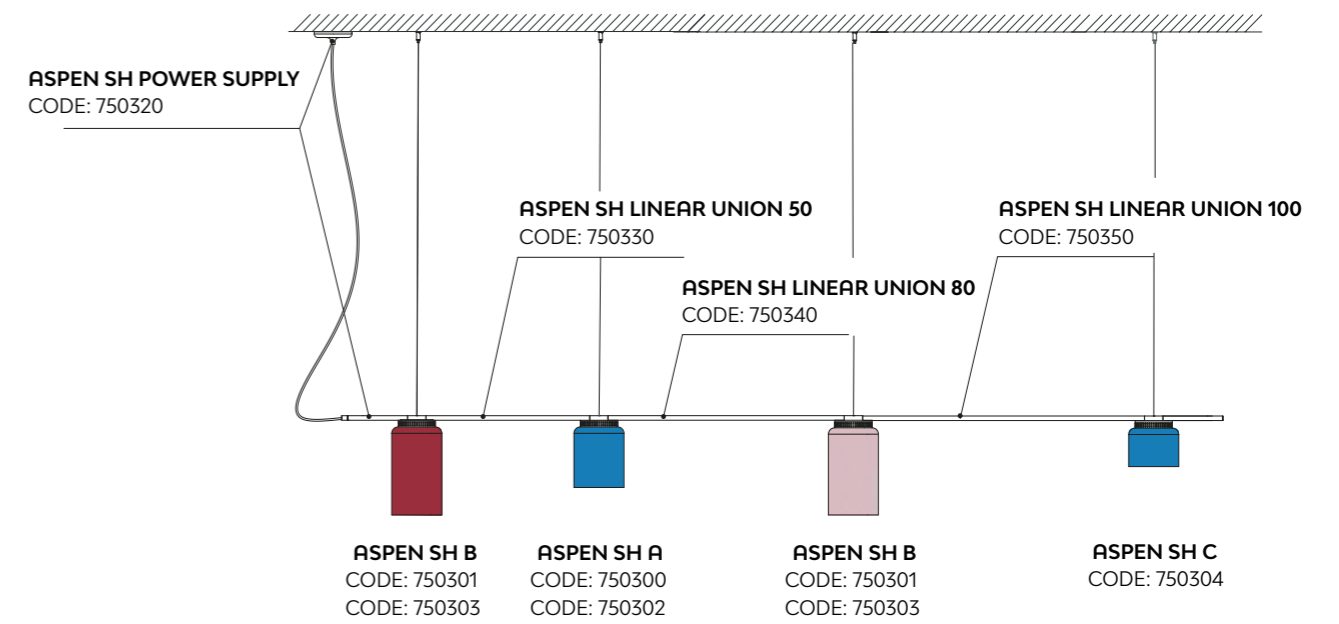 ASPEN SH POWER SUPPLY
CODE: 750320
ASPEN SH LINEAR UNION 50
CODE: 750330
ASPEN SH LINEAR UNION 100
CODE: 750350
ASPEN SH LINEAR UNION 80
CODE: 750340
ASPEN SH B
CODE: 750301
CODE: 750303
ASPEN SH A
CODE: 750300
CODE: 750302
ASPEN SH B
CODE: 750301
CODE: 750303
ASPEN SH C
CODE: 750304